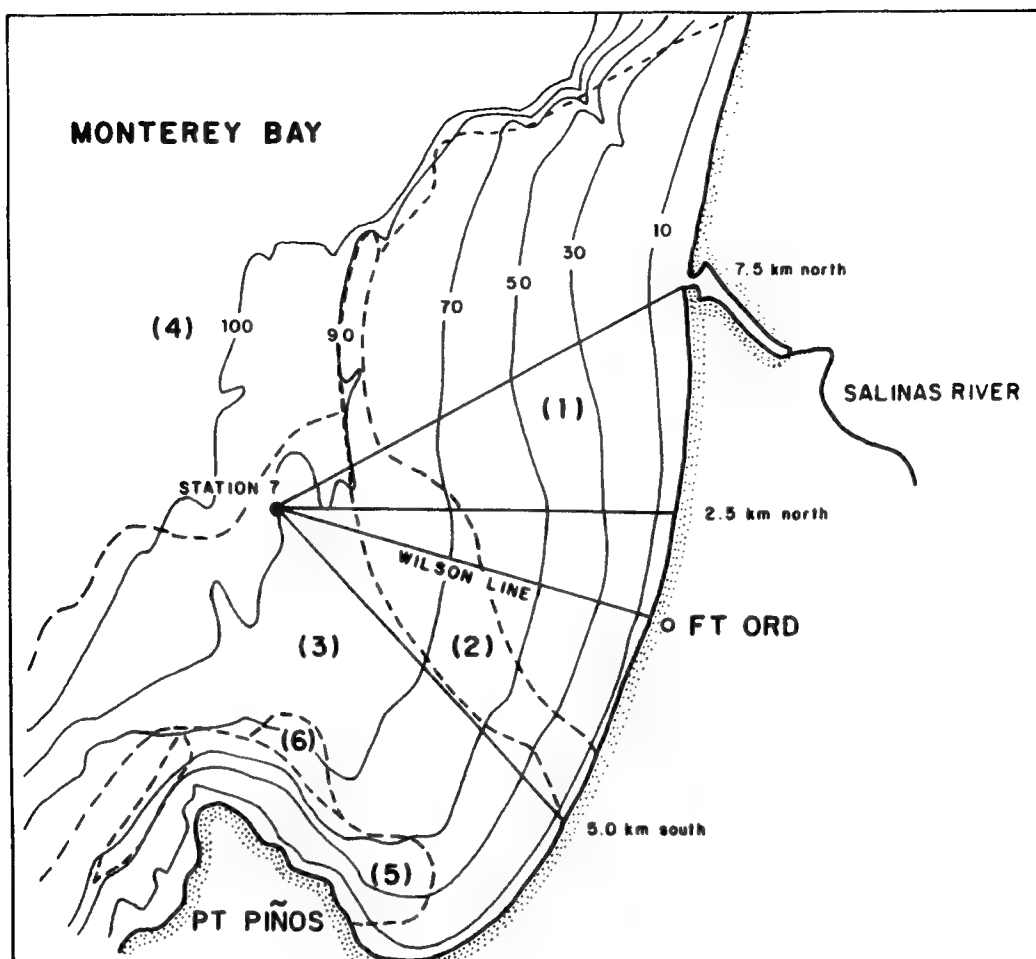 MONTEREY BAY
10
7.5 km north
30
50
70
(4)
100
90
SALINAS RIVER
(1)
STATION 7
2.5 km north
WILSON LINE
FT ORD
(3)
(2)
(6)
5.0 km south
(5)
PT PIÑOS